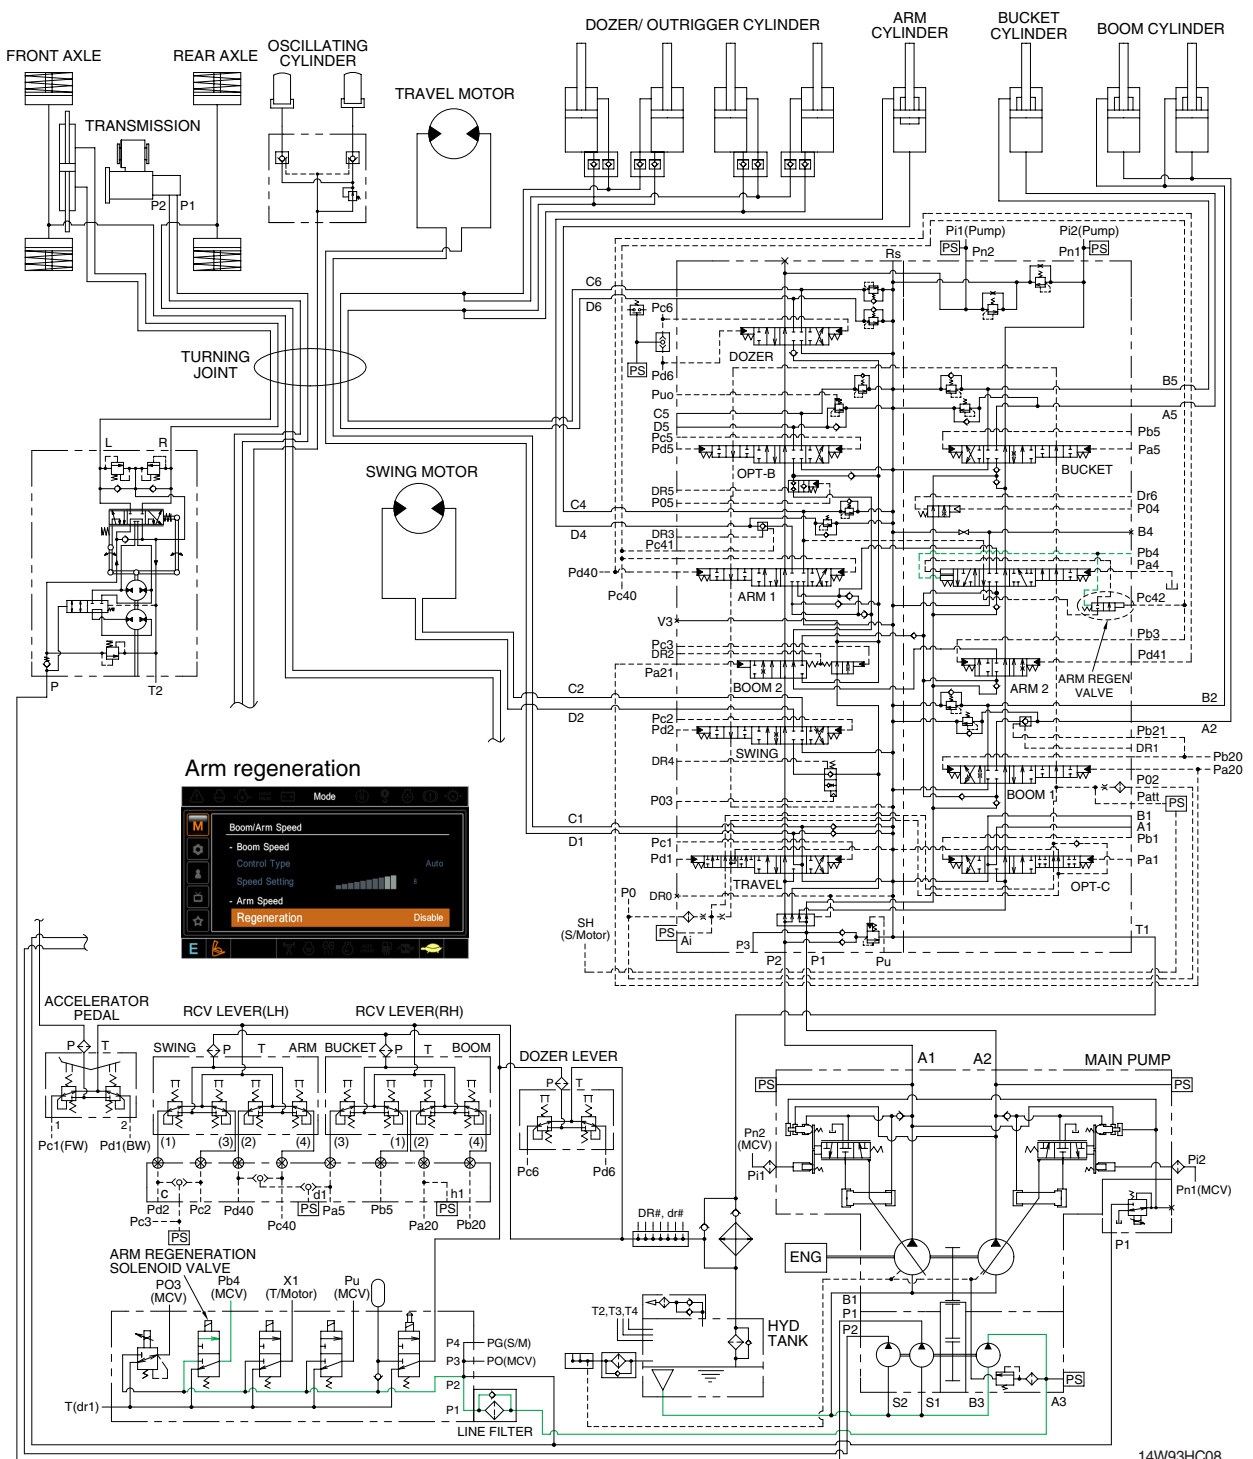 DOZER/ OUTRIGGER CYLINDER
ARM
CYLINDER
BUCKET
CYLINDER
BOOM CYLINDER
FRONT AXLE
REAR AXLE
OSCILLATING
CYLINDER
TRAVEL MOTOR
TRANSMISSION
P2
P1
TURNING
JOINT
L
R
P
T2
SWING MOTOR
Pi1(Pump)
Pi2(Pump)
PS
Pn2
Pn1
PS
Rs
C6
D6
Pc6
DOZER
PS
Pd6
Puo
C5
D5
Pc5
Pd5
OPT-B
BUCKET
B5
A5
Pb5
Pa5
DR5
P05
C4
D4
DR3
Pc41
Pd40
Pc40
ARM 1
Dr6
P04
B4
Pb4
Pa4
Pc42
V3
Pc3
DR2
Pa21
BOOM 2
ARM 2
Pb3
Pd41
ARM REGEN
VALVE
C2
D2
Pc2
Pd2
SWING
B2
A2
Pb21
DR1
Pb20
Pa20
DR4
P03
BOOM 1
P02
Patt
PS
C1
D1
Pc1
Pd1
TRAVEL
B1
A1
Pb1
Pa1
OPT-C
P0
DR0
PS
Ai
SH
(S/Motor)
P3
P2
P1
Pu
T1
Arm regeneration
Mode
M
Boom/Arm Speed
- Boom Speed
Control Type
Auto
Speed Setting
8
- Arm Speed
Regeneration
Disable
E
ACCELERATOR
PEDAL
P
T
1
2
Pc1(FW)
Pd1(BW)
RCV LEVER(LH)
RCV LEVER(RH)
SWING
P
T
ARM
BUCKET
P
T
BOOM
(1)
(3)
(2)
(4)
(3)
(1)
(2)
(4)
c
d1
h1
Pd2
Pc2
Pd40
PS
Pa5
Pb5
PS
Pc3
Pc40
Pa20
Pb20
PS
DOZER LEVER
P
T
Pc6
Pd6
ARM REGENERATION
SOLENOID VALVE
PO3
(MCV)
Pb4
(MCV)
X1
(T/Motor)
Pu
(MCV)
P4
PG(S/M)
P3
PO(MCV)
P2
P1
T(dr1)
LINE FILTER
DR#, dr#
T2,T3,T4
HYD
TANK
A1
A2
MAIN PUMP
PS
PS
Pn2
(MCV)
Pi1
Pi2
Pn1(MCV)
P1
ENG
B1
P1
P2
PS
S2
S1
B3
A3
14W93HC08